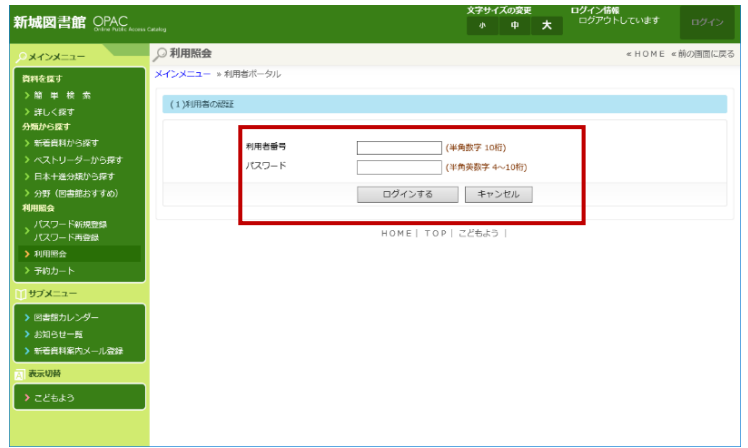 新城図書館 OPAC
Online Public Access Catalog
文字サイズの変更
小 中 大
ログイン情報
ログアウトしています
ログイン
メインメニュー
資料を探す
簡 単 検 索
詳しく探す
分類から探す
新着資料から探す
ベストリーダーから探す
日本十進分類から探す
分野（図書館おすすめ）
利用照会
パスワード新規登録
パスワード再登録
利用照会
予約カート
サブメニュー
図書館カレンダー
お知らせ一覧
新着資料案内メール登録
表示切替
こどもよう
利用照会
«HOME «前の画面に戻る
メインメニュー » 利用者ポータル
(1)利用者の認証
利用者番号 (半角数字 10桁)
パスワード (半角英数字 4～10桁)
ログインする キャンセル
HOME| TOP| こどもよう |